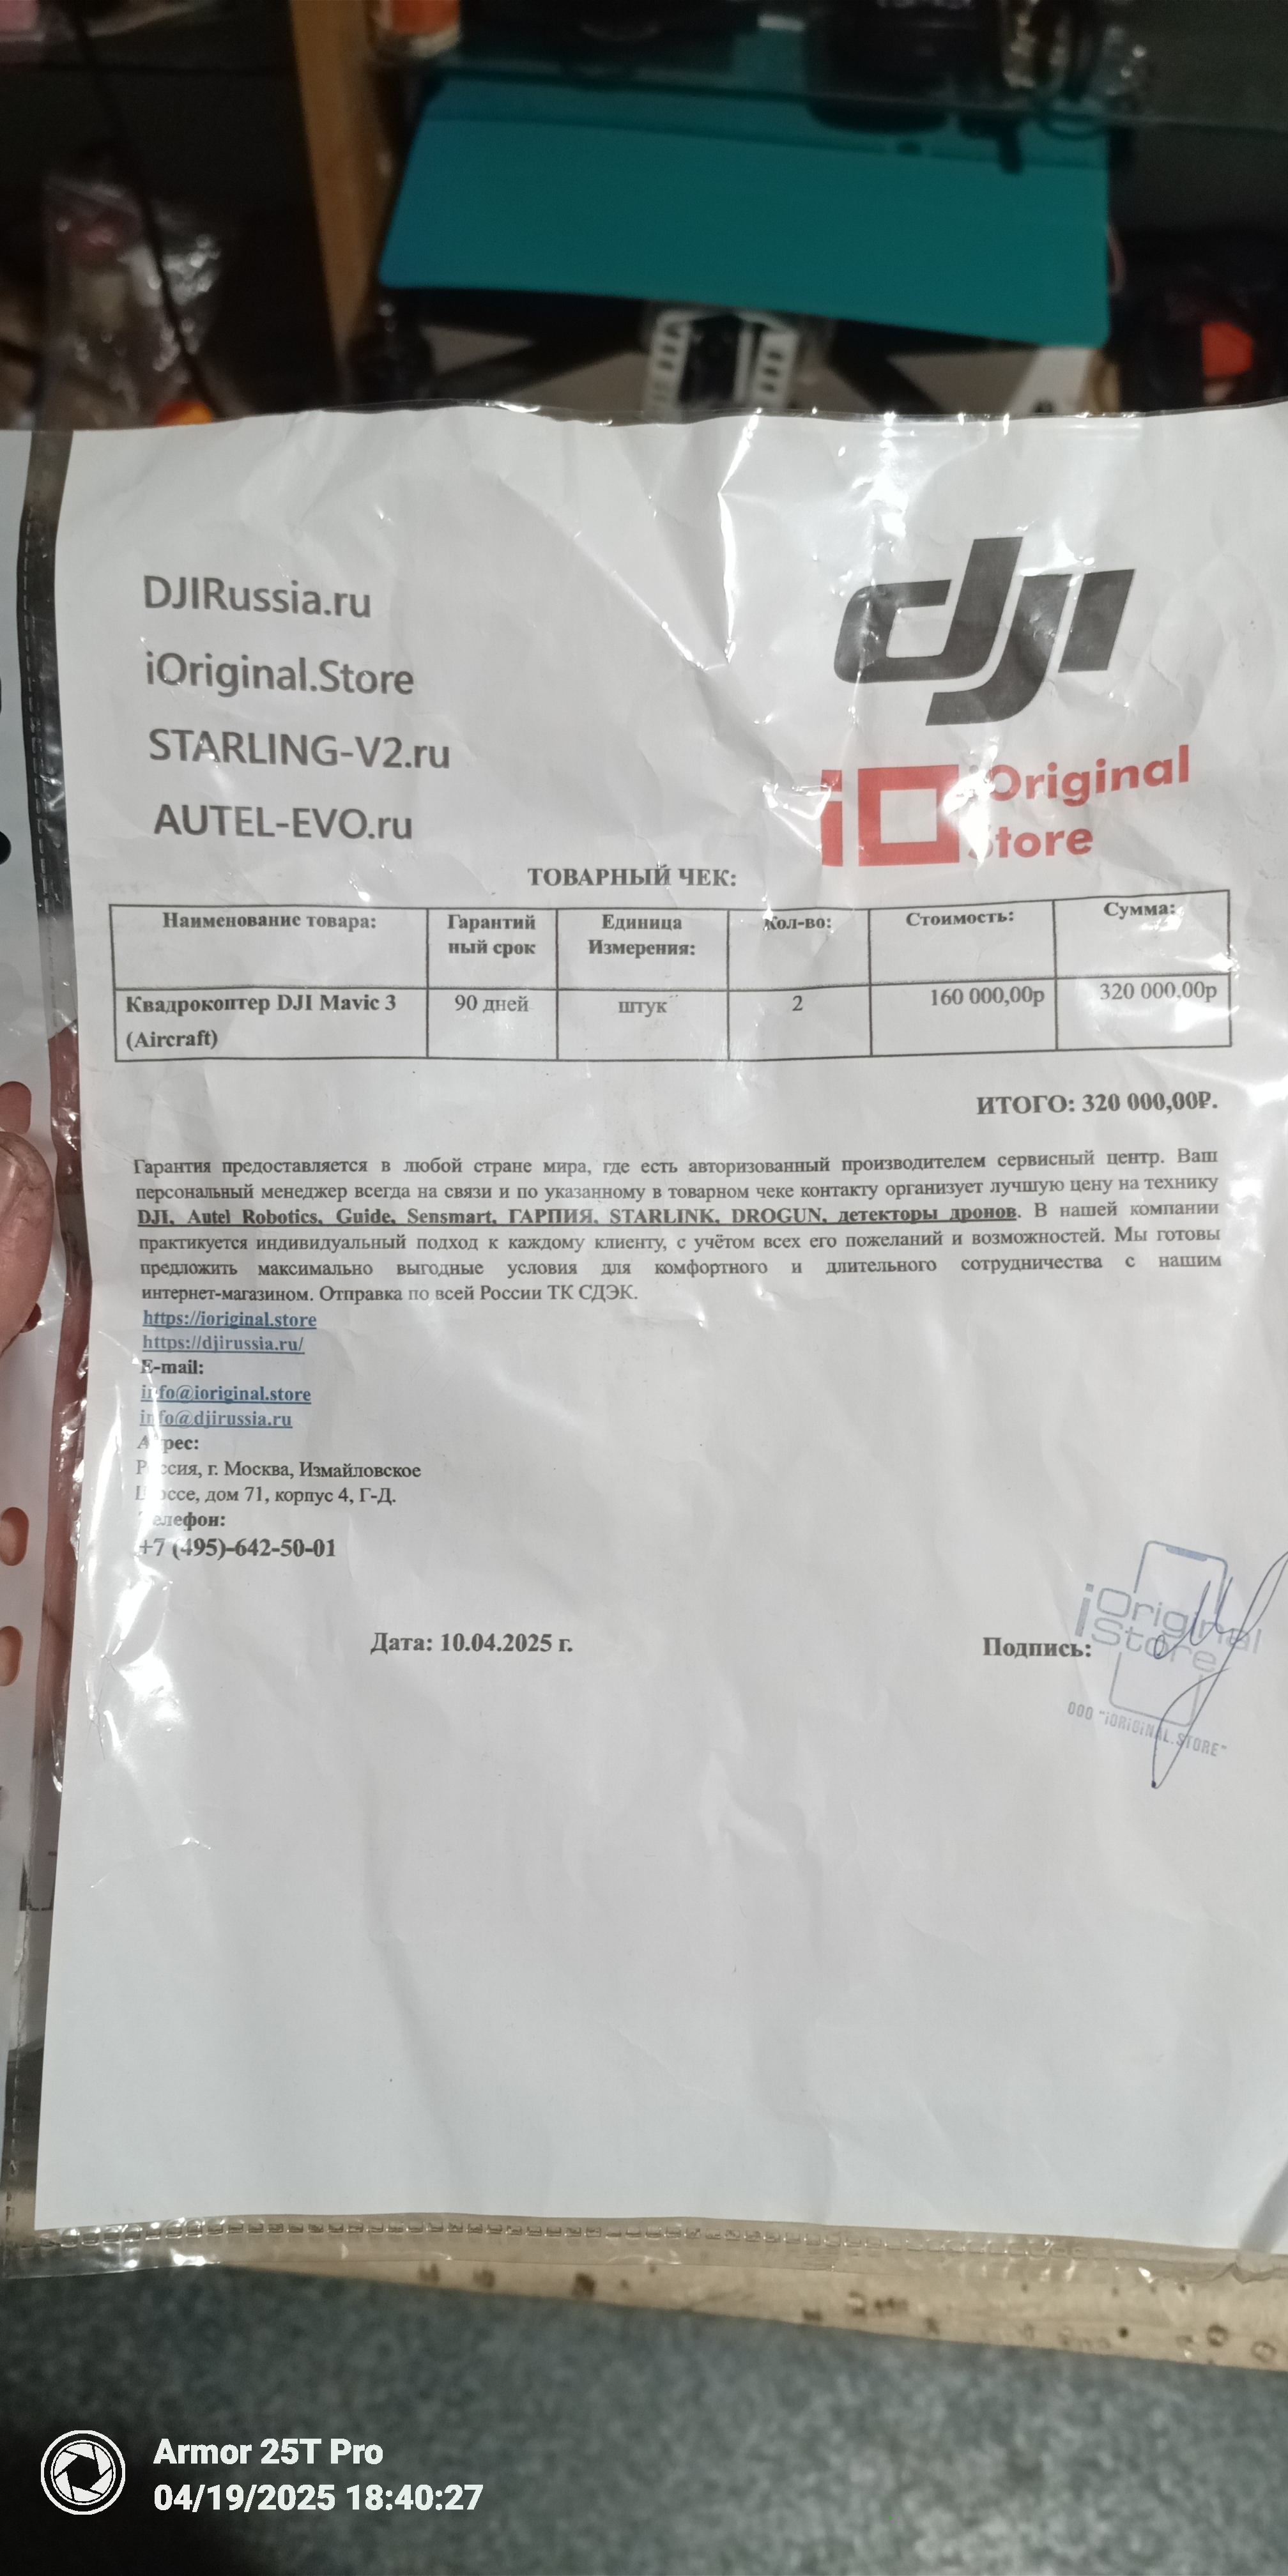 DJIRussia.ru
iOriginal.Store
STARLING-V2.ru
AUTEL-EVO.ru
dji
iO iOriginal
Store
ТОВАРНЫЙ ЧЕК:
Наименование товара: Гарантий Единица Кол-во: Стоимость: Сумма:
ный срок Измерения:
Квадрокоптер DJI Mavic 3 90 дней штук 2 160 000,00р 320 000,00р
(Aircraft)
ИТОГО: 320 000,00₽.
Гарантия предоставляется в любой стране мира, где есть авторизованный производителем сервисный центр. Ваш
персональный менеджер всегда на связи и по указанному в товарном чеке контакту организует лучшую цену на технику
DJI, Autel Robotics, Guide, Sensmart, ГАРПИЯ, STARLINK, DROGUN, детекторы дронов. В нашей компании
практикуется индивидуальный подход к каждому клиенту, с учётом всех его пожеланий и возможностей. Мы готовы
предложить максимально выгодные условия для комфортного и длительного сотрудничества с нашим
интернет-магазином. Отправка по всей России ТК СДЭК.
https://ioriginal.store
https://djirussia.ru/
E-mail:
info@ioriginal.store
info@djirussia.ru
Адрес:
Россия, г. Москва, Измайловское
Шоссе, дом 71, корпус 4, Г-Д.
Телефон:
+7 (495)-642-50-01
Дата: 10.04.2025 г.
Подпись:
iOriginal
Store
ООО "iORiGiNAL.STORE"
Armor 25T Pro
04/19/2025 18:40:27